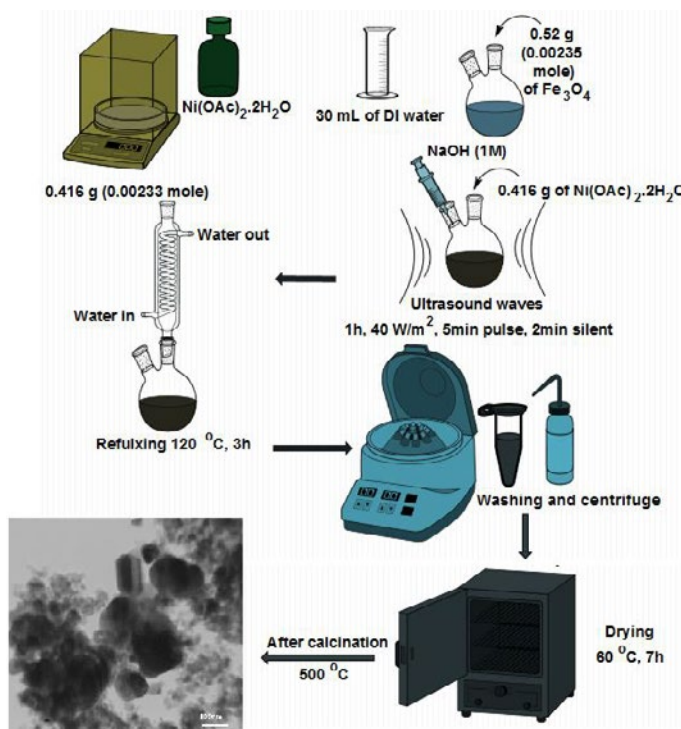 Ni(OAc)2.2H2O
0.416 g (0.00233 mole)
30 mL of DI water
0.52 g
(0.00235
mole)
of Fe3O4
NaOH (1M)
0.416 g of Ni(OAc)2.2H2O
Ultrasound waves
1h, 40 W/m2, 5min pulse, 2min silent
Water out
Water in
Refulxing 120 °C, 3h
Washing and centrifuge
Drying
60 °C, 7h
After calcination
500 °C
100nm